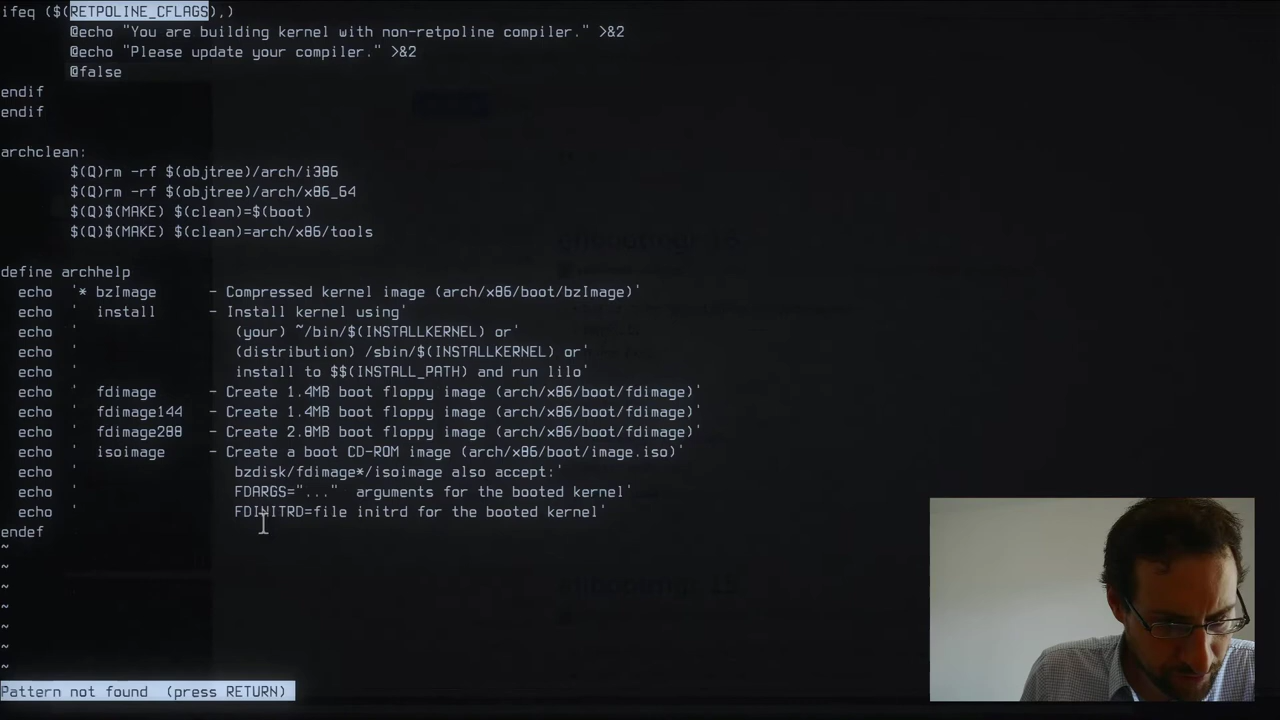 ifeq ($(RETPOLINE_CFLAGS),)
@echo "You are building kernel with non-retpoline compiler." >&2
@echo "Please update your compiler." >&2
@false
endif
endif
archclean:
$(Q)rm -rf $(objtree)/arch/i386
$(Q)rm -rf $(objtree)/arch/x86_64
$(Q)$(MAKE) $(clean)=$(boot)
$(Q)$(MAKE) $(clean)=arch/x86/tools
define archhelp
echo '* bzImage - Compressed kernel image (arch/x86/boot/bzImage)'
echo ' install - Install kernel using'
echo ' (your) ~/bin/$(INSTALLKERNEL) or'
echo ' (distribution) /sbin/$(INSTALLKERNEL) or'
echo ' install to $$(INSTALL_PATH) and run lilo'
echo ' fdimage - Create 1.4MB boot floppy image (arch/x86/boot/fdimage)'
echo ' fdimage144 - Create 1.4MB boot floppy image (arch/x86/boot/fdimage)'
echo ' fdimage288 - Create 2.8MB boot floppy image (arch/x86/boot/fdimage)'
echo ' isoimage - Create a boot CD-ROM image (arch/x86/boot/image.iso)'
echo ' bzdisk/fdimage*/isoimage also accept:'
echo ' FDARGS="..." arguments for the booted kernel'
echo ' FDINITRD=file initrd for the booted kernel'
endef
~
~
~
~
~
~
~
Pattern not found (press RETURN)